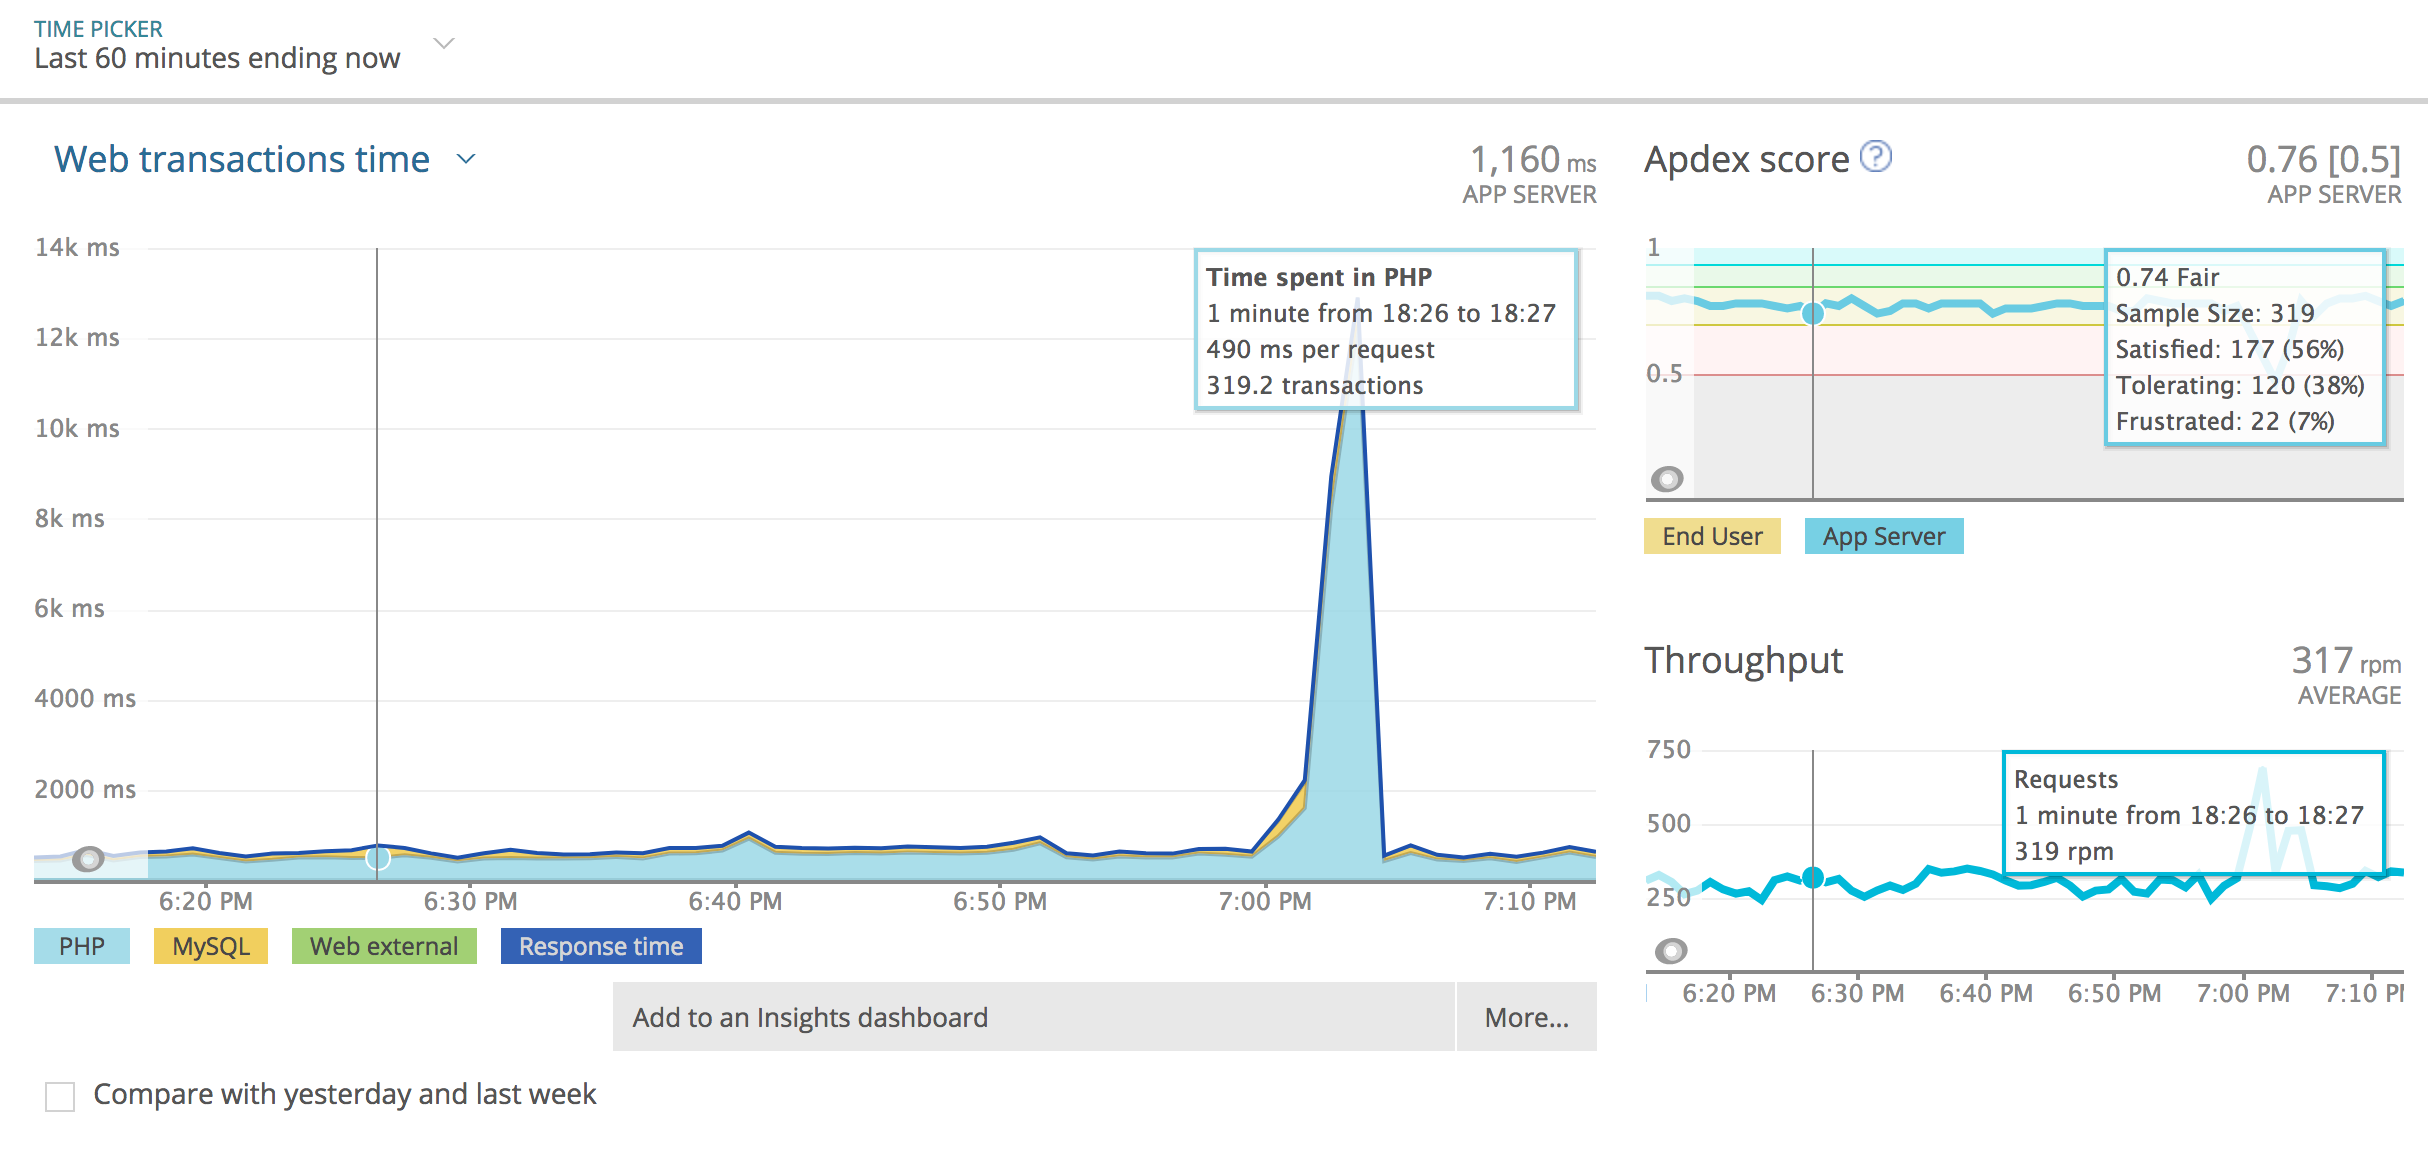 TIME PICKER
Last 60 minutes ending now
Web transactions time
1,160 ms
APP SERVER
14k ms
12k ms
10k ms
8k ms
6k ms
4000 ms
2000 ms
Time spent in PHP
1 minute from 18:26 to 18:27
490 ms per request
319.2 transactions
6:20 PM 6:30 PM 6:40 PM 6:50 PM 7:00 PM 7:10 PM
PHP MySQL Web external Response time
Add to an Insights dashboard More...
Compare with yesterday and last week
Apdex score ?
0.76 [0.5]
APP SERVER
1
0.5
0.74 Fair
Sample Size: 319
Satisfied: 177 (56%)
Tolerating: 120 (38%)
Frustrated: 22 (7%)
End User App Server
Throughput
317 rpm
AVERAGE
750
500
250
Requests
1 minute from 18:26 to 18:27
319 rpm
6:20 PM 6:30 PM 6:40 PM 6:50 PM 7:00 PM 7:10 PM